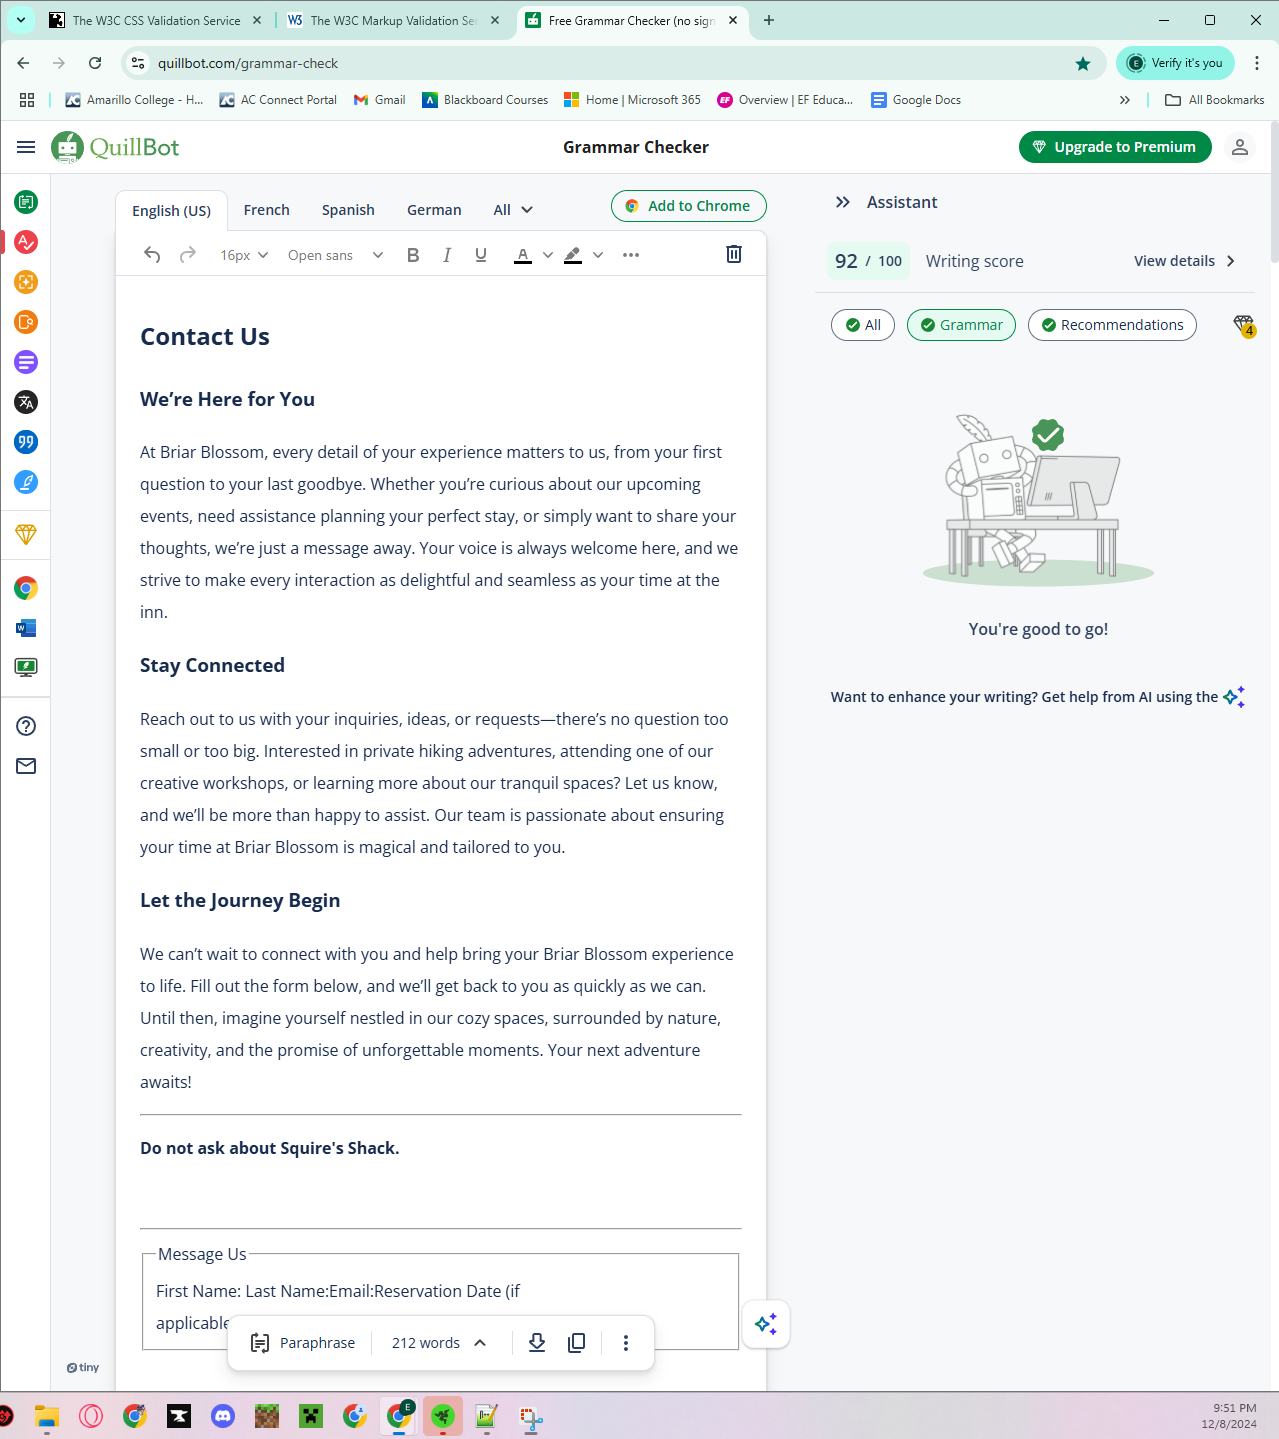 The W3C CSS Validation Service
The W3C Markup Validation Se
Free Grammar Checker (no sign
quillbot.com/grammar-check
E
Verify it's you
Amarillo College - H...
AC Connect Portal
Gmail
Blackboard Courses
Home | Microsoft 365
Overview | EF Educa...
Google Docs
All Bookmarks
QuillBot
Grammar Checker
Upgrade to Premium
English (US)
French
Spanish
German
All
Add to Chrome
Assistant
16px
Open sans
B
I
U
A
92 / 100
Writing score
View details
All
Grammar
Recommendations
4
Contact Us
We’re Here for You
At Briar Blossom, every detail of your experience matters to us, from your first
question to your last goodbye. Whether you’re curious about our upcoming
events, need assistance planning your perfect stay, or simply want to share your
thoughts, we’re just a message away. Your voice is always welcome here, and we
strive to make every interaction as delightful and seamless as your time at the
inn.
You're good to go!
Want to enhance your writing? Get help from AI using the
Stay Connected
Reach out to us with your inquiries, ideas, or requests—there’s no question too
small or too big. Interested in private hiking adventures, attending one of our
creative workshops, or learning more about our tranquil spaces? Let us know,
and we’ll be more than happy to assist. Our team is passionate about ensuring
your time at Briar Blossom is magical and tailored to you.
Let the Journey Begin
We can’t wait to connect with you and help bring your Briar Blossom experience
to life. Fill out the form below, and we’ll get back to you as quickly as we can.
Until then, imagine yourself nestled in our cozy spaces, surrounded by nature,
creativity, and the promise of unforgettable moments. Your next adventure
awaits!
Do not ask about Squire's Shack.
Message Us
First Name: Last Name:Email:Reservation Date (if
applicable
Paraphrase
212 words
tiny
9:51 PM
12/8/2024